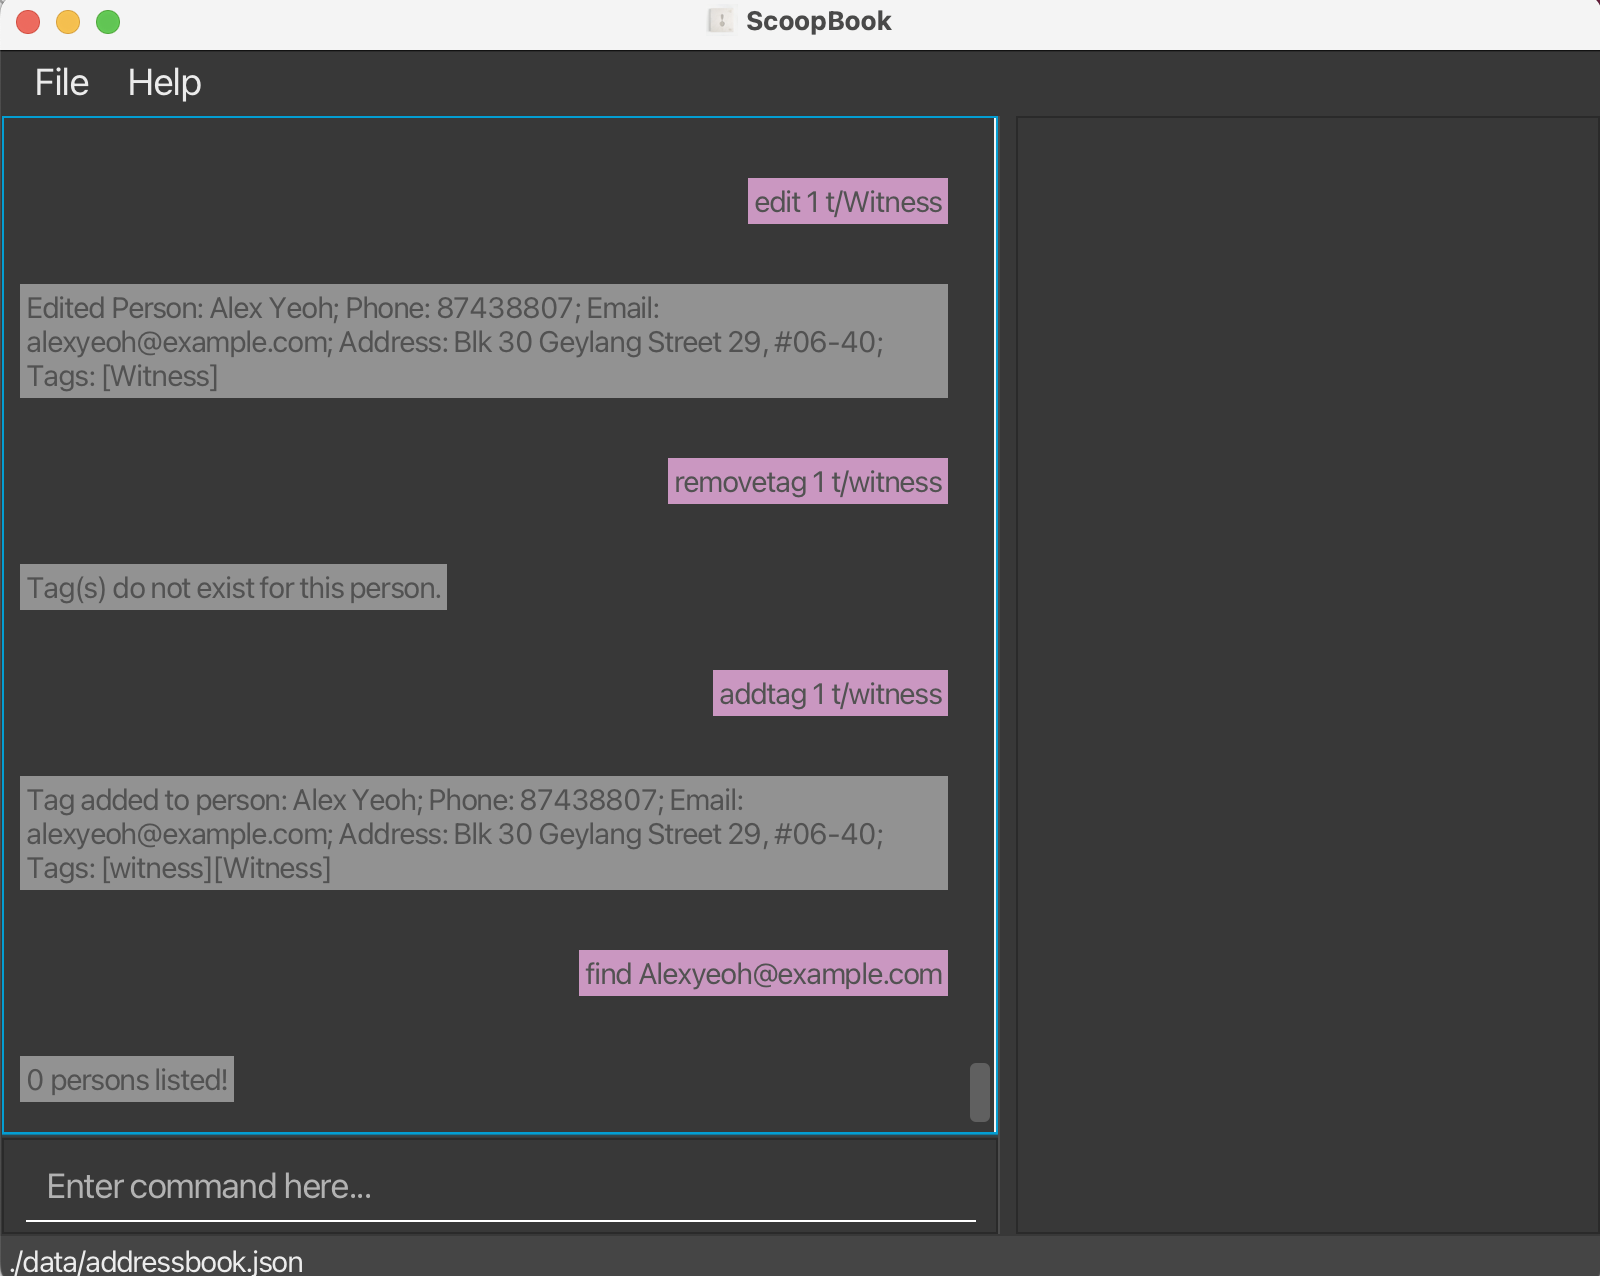 ScoopBook
File Help
edit 1 t/Witness
Edited Person: Alex Yeoh; Phone: 87438807; Email:
alexyeoh@example.com; Address: Blk 30 Geylang Street 29, #06-40;
Tags: [Witness]
removetag 1 t/witness
Tag(s) do not exist for this person.
addtag 1 t/witness
Tag added to person: Alex Yeoh; Phone: 87438807; Email:
alexyeoh@example.com; Address: Blk 30 Geylang Street 29, #06-40;
Tags: [witness][Witness]
find Alexyeoh@example.com
0 persons listed!
Enter command here...
./data/addressbook.json